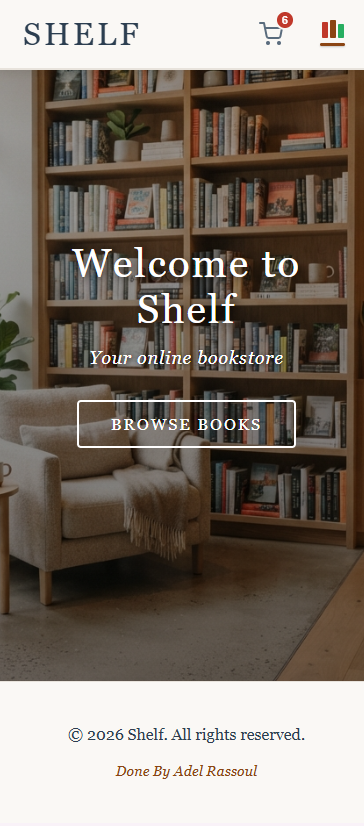 SHELF
6
Welcome to
Shelf
Your online bookstore
BROWSE BOOKS
© 2026 Shelf. All rights reserved.
Done By Adel Rassoul